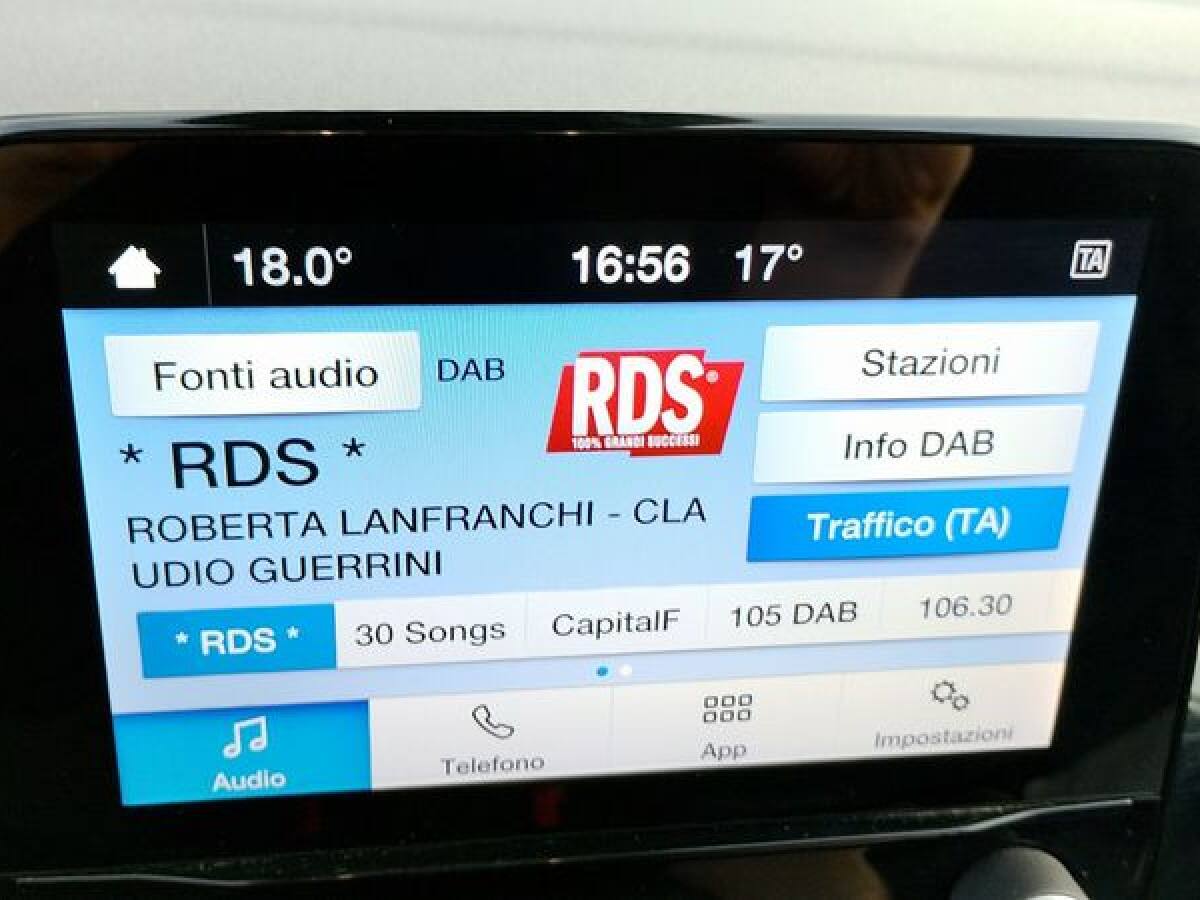 18.0° 16:56 17° TA
Fonti audio DAB RDS Stazioni
100% GRANDI SUCCESSI
Info DAB
* RDS *
ROBERTA LANFRANCHI - CLA
UDIO GUERRINI
Traffico (TA)
* RDS * 30 Songs CapitalF 105 DAB 106.30
Audio Telefono App Impostazioni